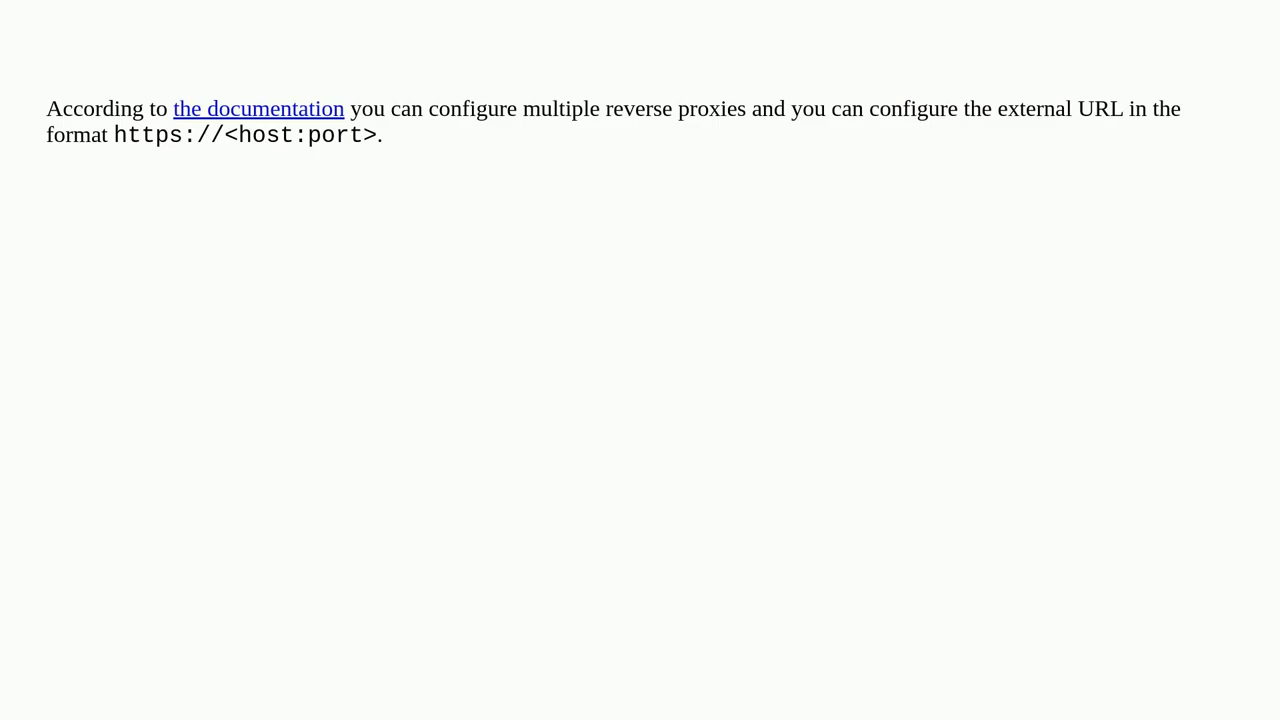 According to the documentation you can configure multiple reverse proxies and you can configure the external URL in the
format https://<host:port>.